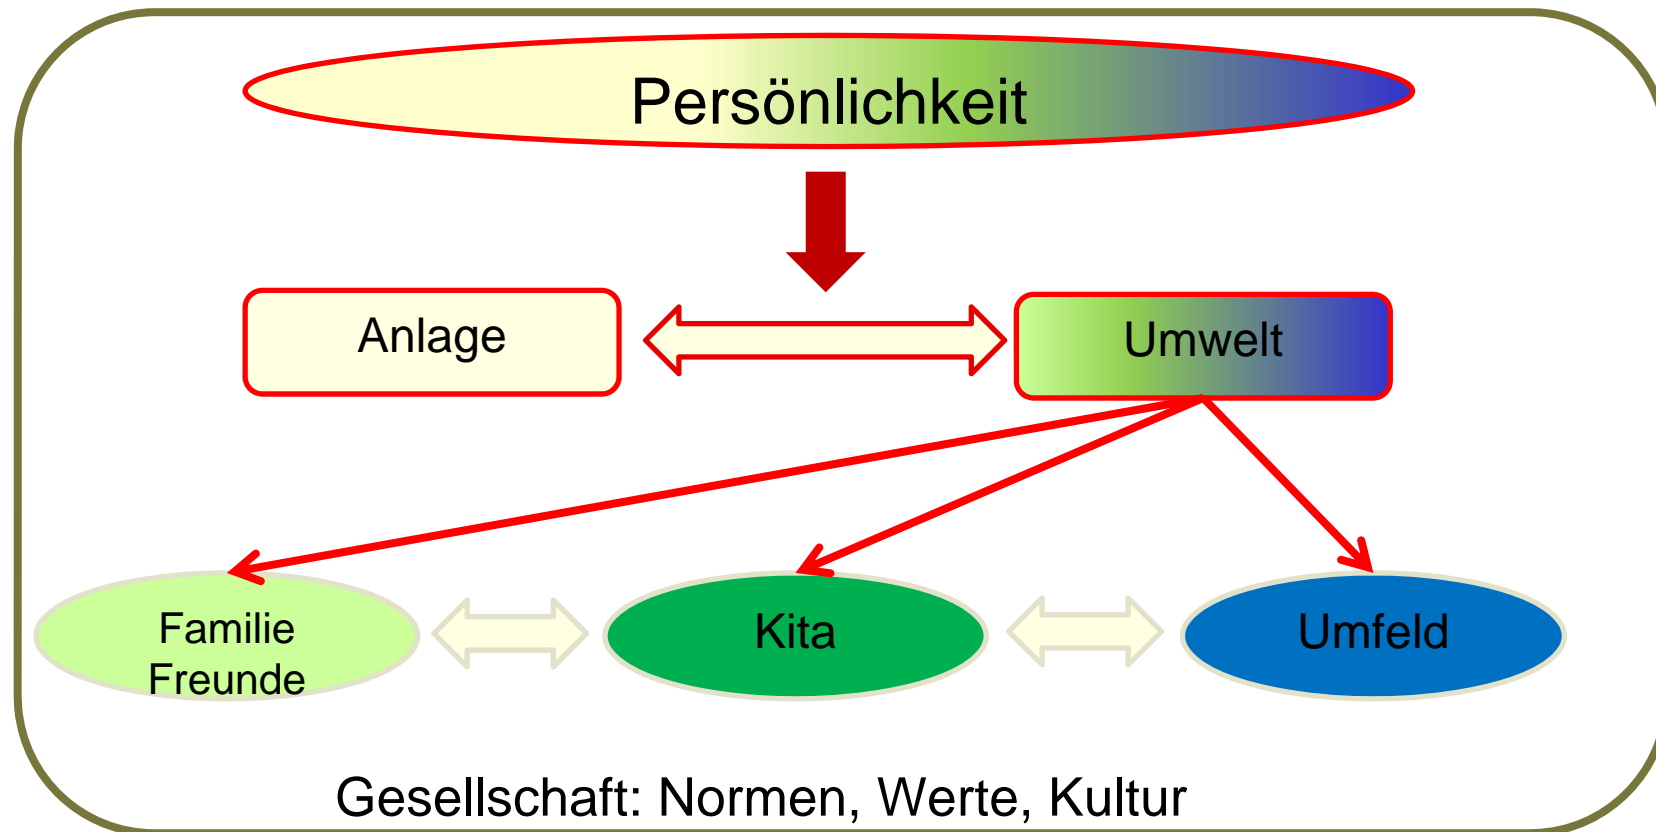 Persönlichkeit
Anlage
Umwelt
Familie
Freunde
Kita
Umfeld
Gesellschaft: Normen, Werte, Kultur